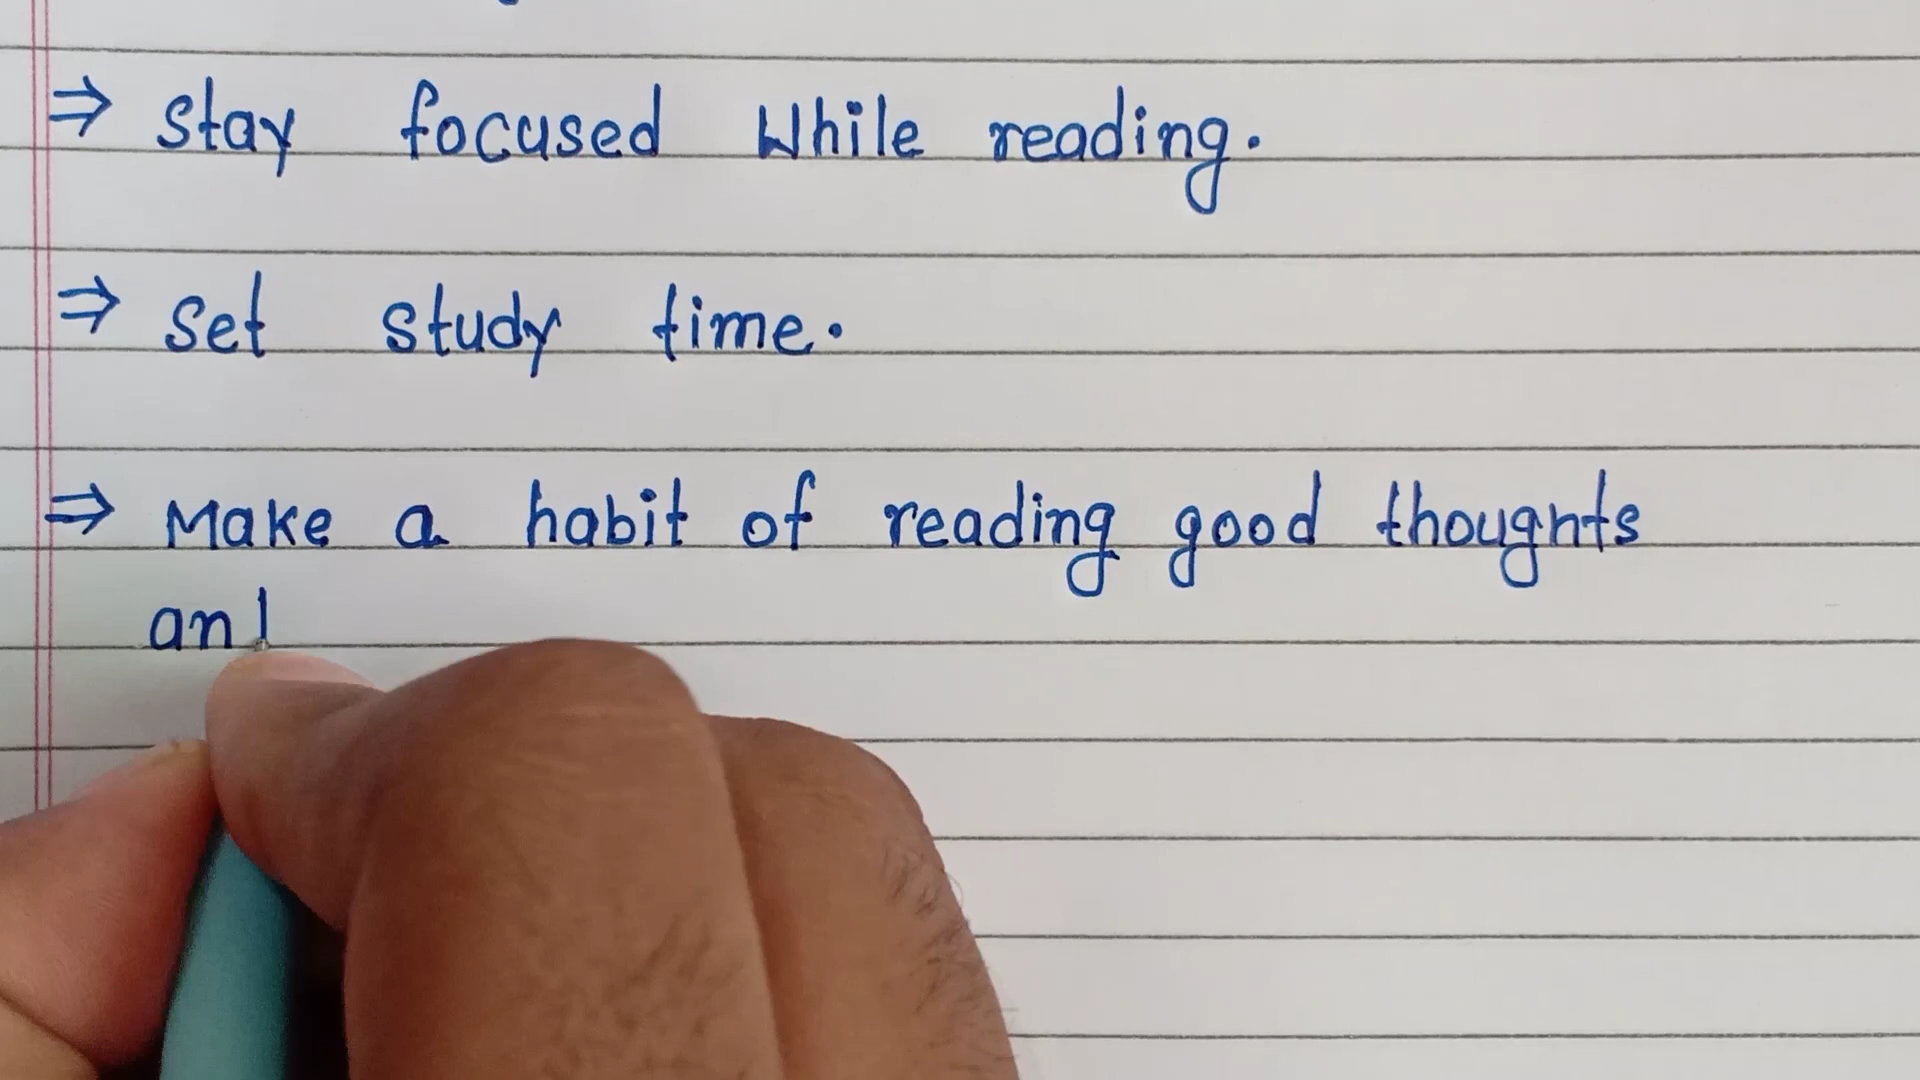 ⇒ Stay focused While reading.
⇒ Set study time.
⇒ Make a habit of reading good thoughts
an